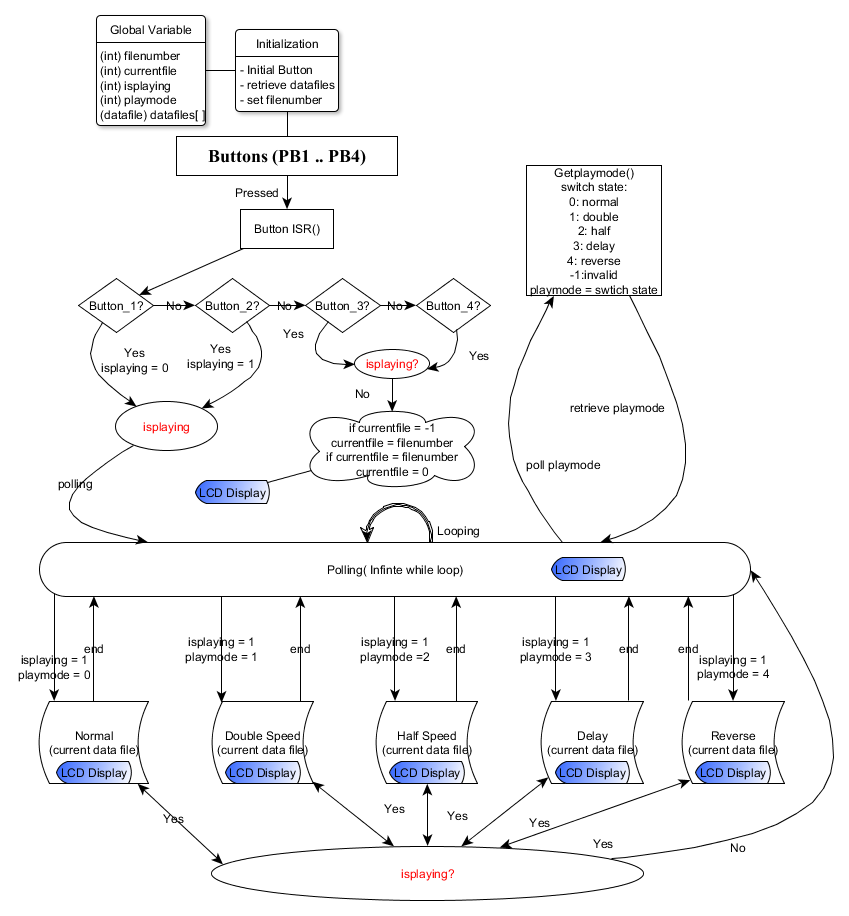 Global Variable
(int) filenumber
(int) currentfile
(int) isplaying
(int) playmode
(datafile) datafiles[ ]
Initialization
- Initial Button
- retrieve datafiles
- set filenumber
Buttons (PB1 .. PB4)
Pressed
Button ISR()
Getplaymode()
switch state:
0: normal
1: double
2: half
3: delay
4: reverse
-1:invalid
playmode = swtich state
Button_1?
No
Button_2?
No
Button_3?
No
Button_4?
Yes
isplaying = 0
Yes
isplaying = 1
Yes
Yes
isplaying?
No
isplaying
if currentfile = -1
currentfile = filenumber
if currentfile = filenumber
currentfile = 0
LCD Display
retrieve playmode
poll playmode
polling
Looping
Polling( Infinte while loop)
LCD Display
isplaying = 1
playmode = 0
end
isplaying = 1
playmode = 1
end
isplaying = 1
playmode =2
end
isplaying = 1
playmode = 3
end
end
isplaying = 1
playmode = 4
Normal
(current data file)
LCD Display
Double Speed
(current data file)
LCD Display
Half Speed
(current data file)
LCD Display
Delay
(current data file)
LCD Display
Reverse
(current data file)
LCD Display
Yes
Yes
Yes
Yes
Yes
No
isplaying?